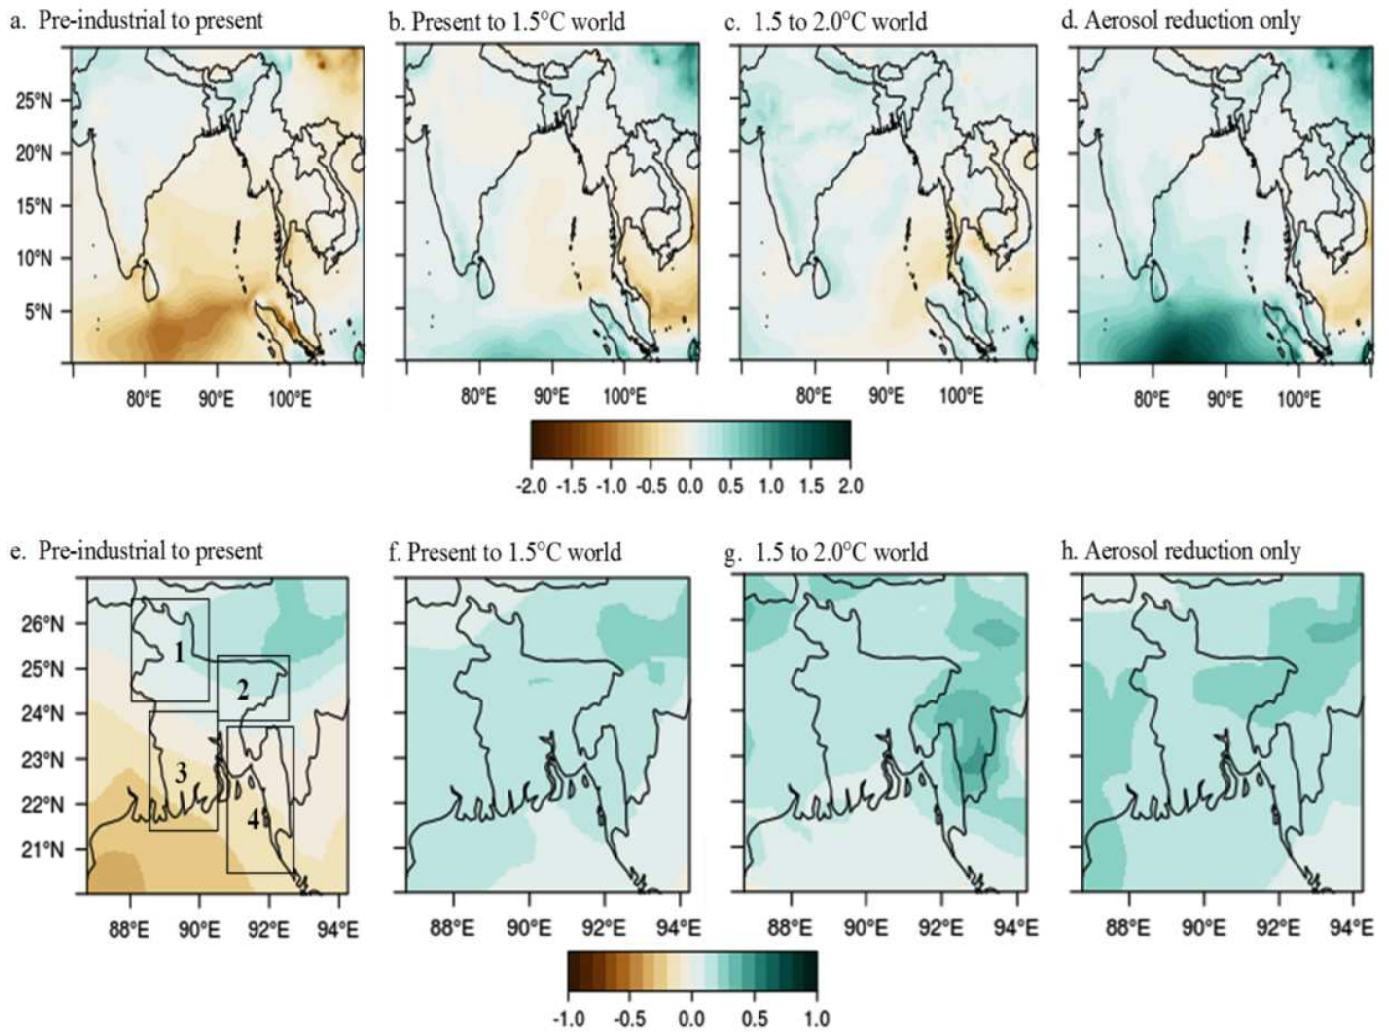 a. Pre-industrial to present
b. Present to 1.5°C world
c. 1.5 to 2.0°C world
d. Aerosol reduction only
25°N
20°N
15°N
10°N
5°N
80°E 90°E 100°E
80°E 90°E 100°E
80°E 90°E 100°E
80°E 90°E 100°E
-2.0 -1.5 -1.0 -0.5 0.0 0.5 1.0 1.5 2.0
e. Pre-industrial to present
f. Present to 1.5°C world
g. 1.5 to 2.0°C world
h. Aerosol reduction only
26°N
25°N
24°N
23°N
22°N
21°N
1
2
3
4
88°E 90°E 92°E 94°E
88°E 90°E 92°E 94°E
88°E 90°E 92°E 94°E
88°E 90°E 92°E 94°E
-1.0 -0.5 0.0 0.5 1.0